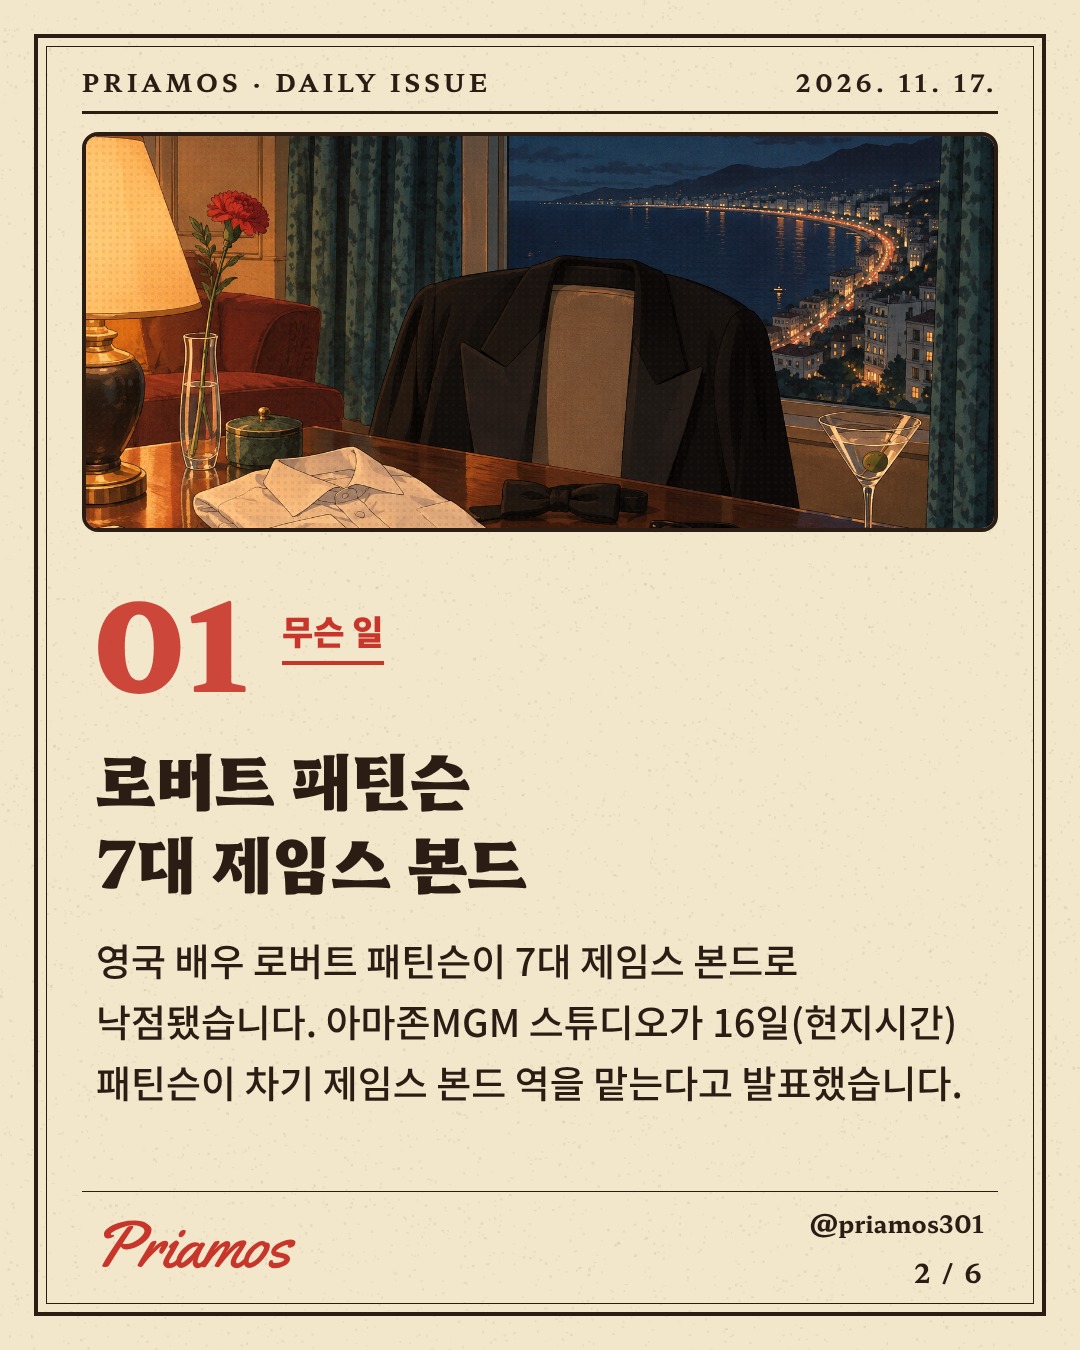 PRIAMOS · DAILY ISSUE
2026. 11. 17.
01
무슨 일
로버트 패틴슨
7대 제임스 본드
영국 배우 로버트 패틴슨이 7대 제임스 본드로
낙점됐습니다. 아마존MGM 스튜디오가 16일(현지시간)
패틴슨이 차기 제임스 본드 역을 맡는다고 발표했습니다.
Priamos
@priamos301
2 / 6